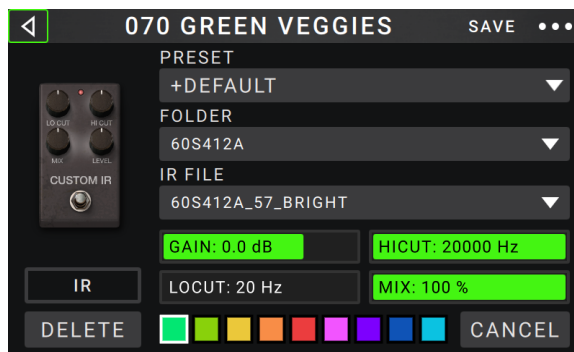 070 GREEN VEGGIES
SAVE
PRESET
+DEFAULT
FOLDER
60S412A
IR FILE
60S412A_57_BRIGHT
LO CUT HI CUT
MIX LEVEL
CUSTOM IR
GAIN: 0.0 dB
HICUT: 20000 Hz
IR
LOCUT: 20 Hz
MIX: 100 %
DELETE
CANCEL